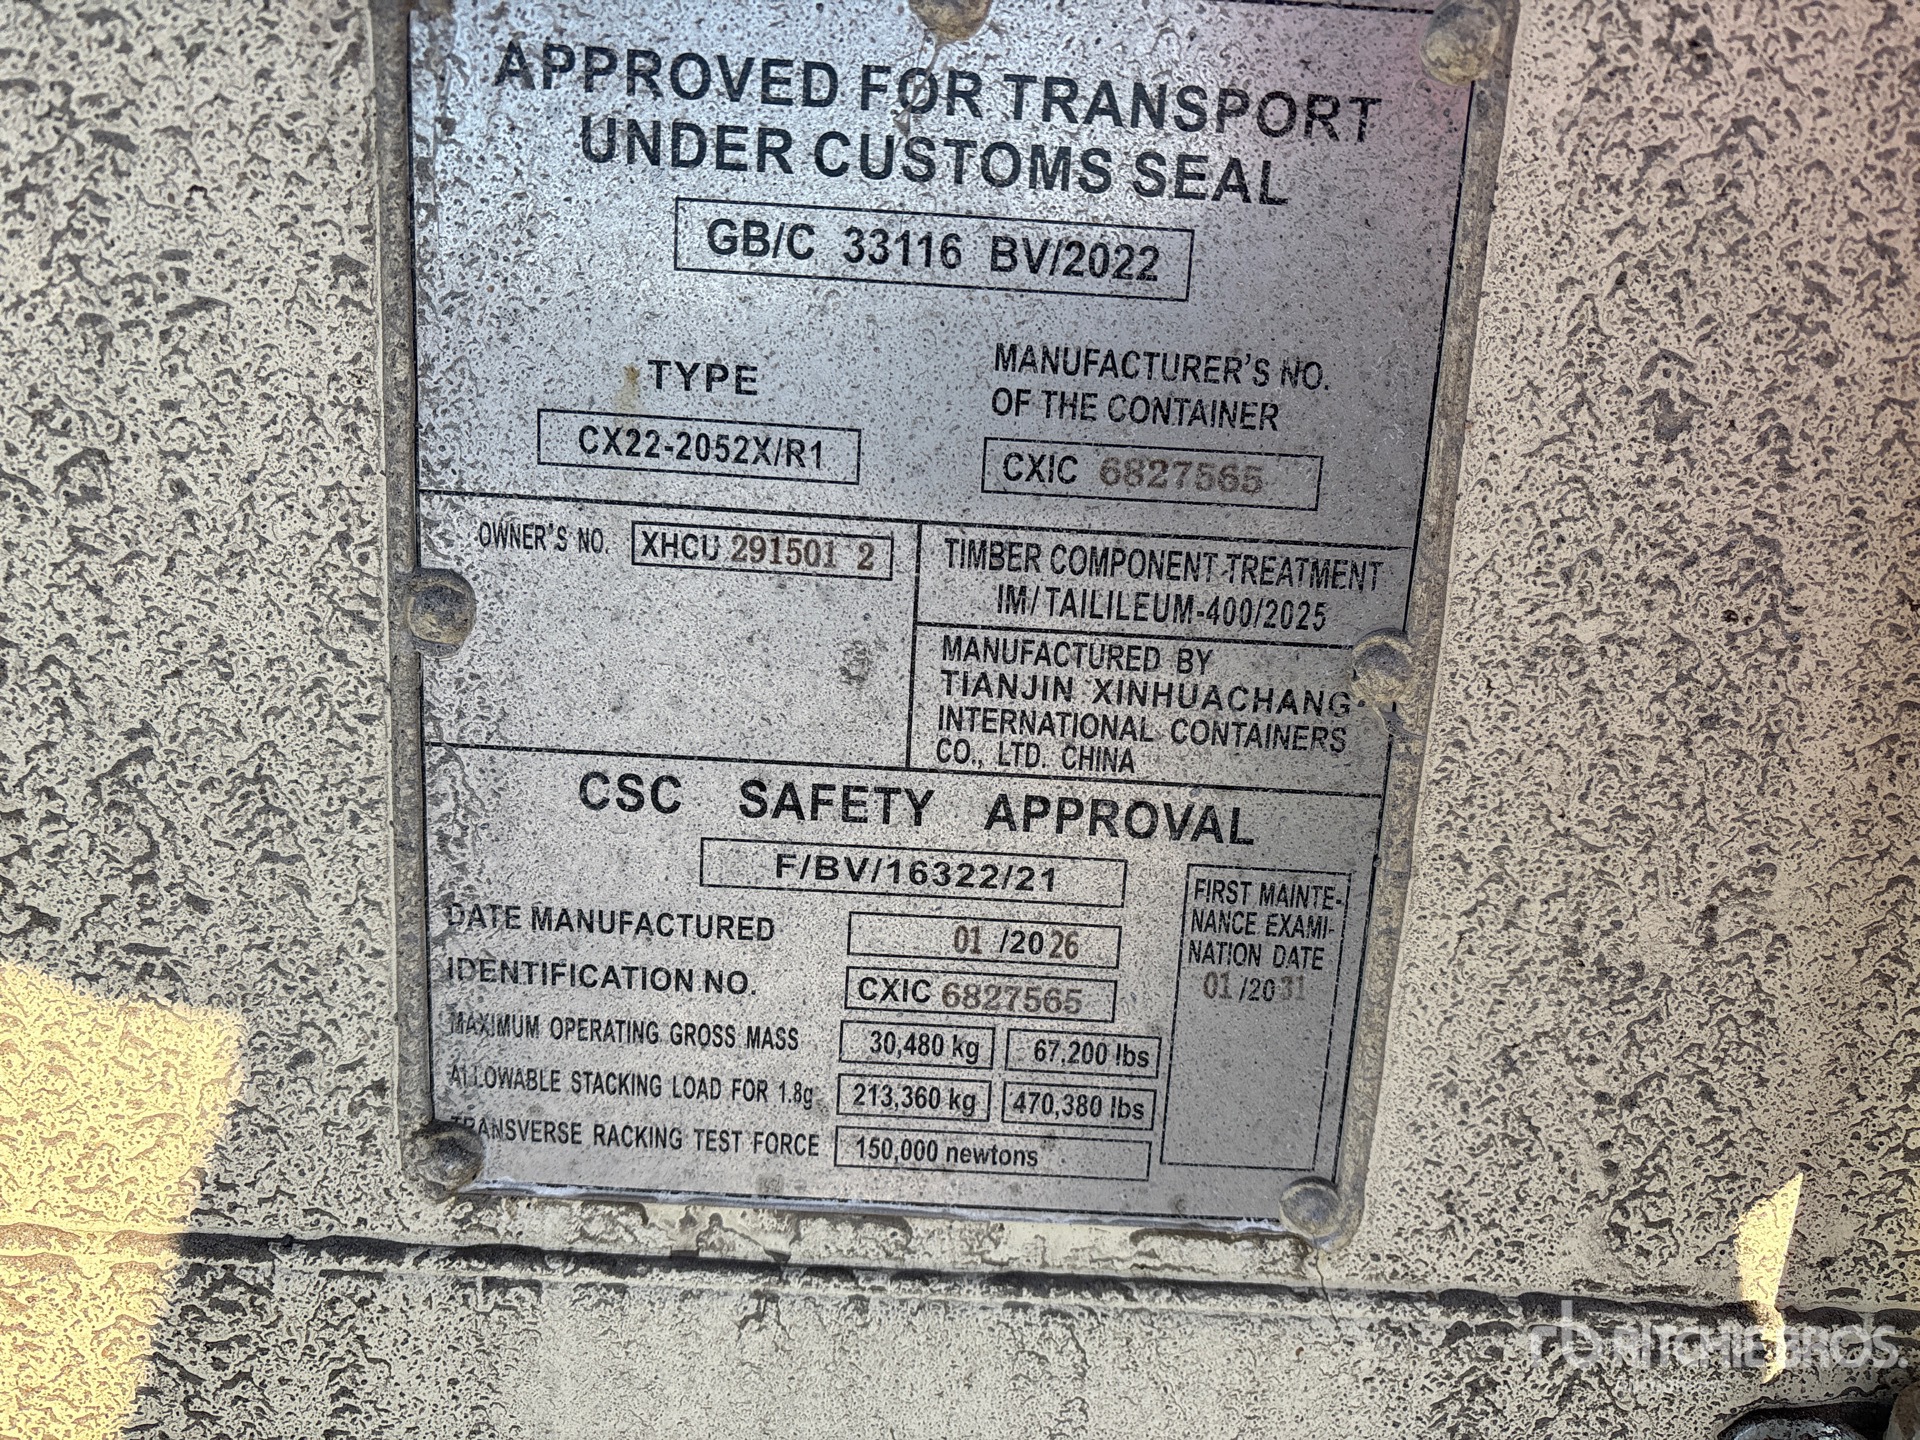 APPROVED FOR TRANSPORT
UNDER CUSTOMS SEAL
GB/C 33116 BV/2022
TYPE
CX22-2052X/R1
MANUFACTURER'S NO.
OF THE CONTAINER
CXIC 6827565
OWNER'S NO. XHCU 291501 2
TIMBER COMPONENT TREATMENT
IM/TAILILEUM-400/2025
MANUFACTURED BY
TIANJIN XINHUACHANG
INTERNATIONAL CONTAINERS
CO., LTD. CHINA
CSC SAFETY APPROVAL
F/BV/16322/21
DATE MANUFACTURED 01 /2026
IDENTIFICATION NO. CXIC 6827565
MAXIMUM OPERATING GROSS MASS 30,480 kg 67,200 lbs
ALLOWABLE STACKING LOAD FOR 1.8g 213,360 kg 470,380 lbs
TRANSVERSE RACKING TEST FORCE 150,000 newtons
FIRST MAINTE-
NANCE EXAMI-
NATION DATE
01 /2031
rb RITCHIE BROS.